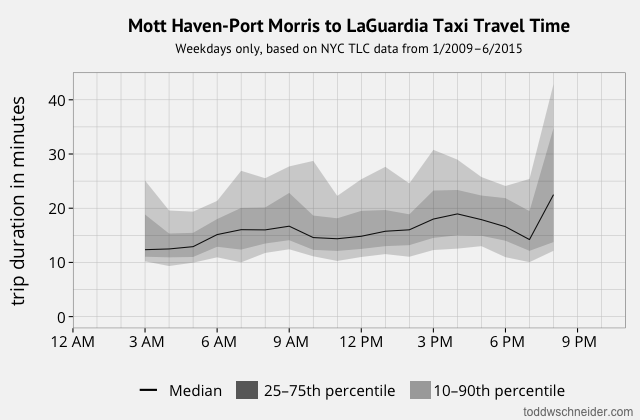 Mott Haven-Port Morris to LaGuardia Taxi Travel Time
Weekdays only, based on NYC TLC data from 1/2009–6/2015
trip duration in minutes
40
30
20
10
0
12 AM 3 AM 6 AM 9 AM 12 PM 3 PM 6 PM 9 PM
Median 25–75th percentile 10–90th percentile
toddwschneider.com